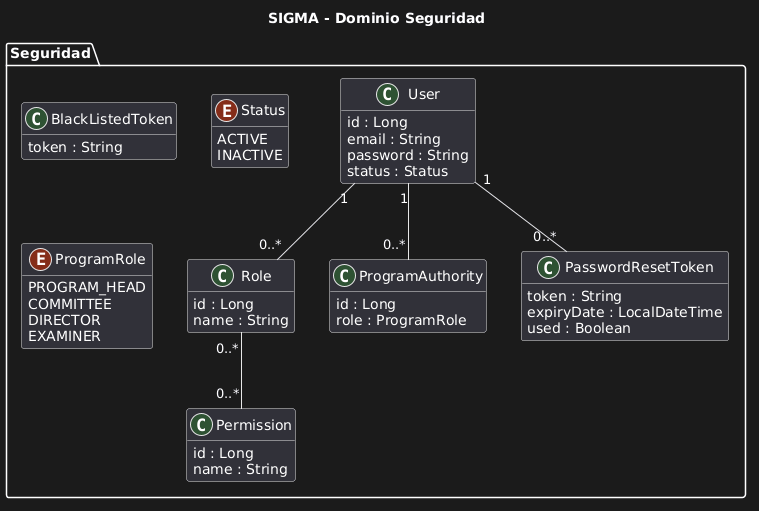 SIGMA - Dominio Seguridad
Seguridad
C BlackListedToken
token : String
E Status
ACTIVE
INACTIVE
C User
id : Long
email : String
password : String
status : Status
1
1
1
0..*
0..*
0..*
E ProgramRole
PROGRAM_HEAD
COMMITTEE
DIRECTOR
EXAMINER
C Role
id : Long
name : String
C ProgramAuthority
id : Long
role : ProgramRole
C PasswordResetToken
token : String
expiryDate : LocalDateTime
used : Boolean
0..*
0..*
C Permission
id : Long
name : String